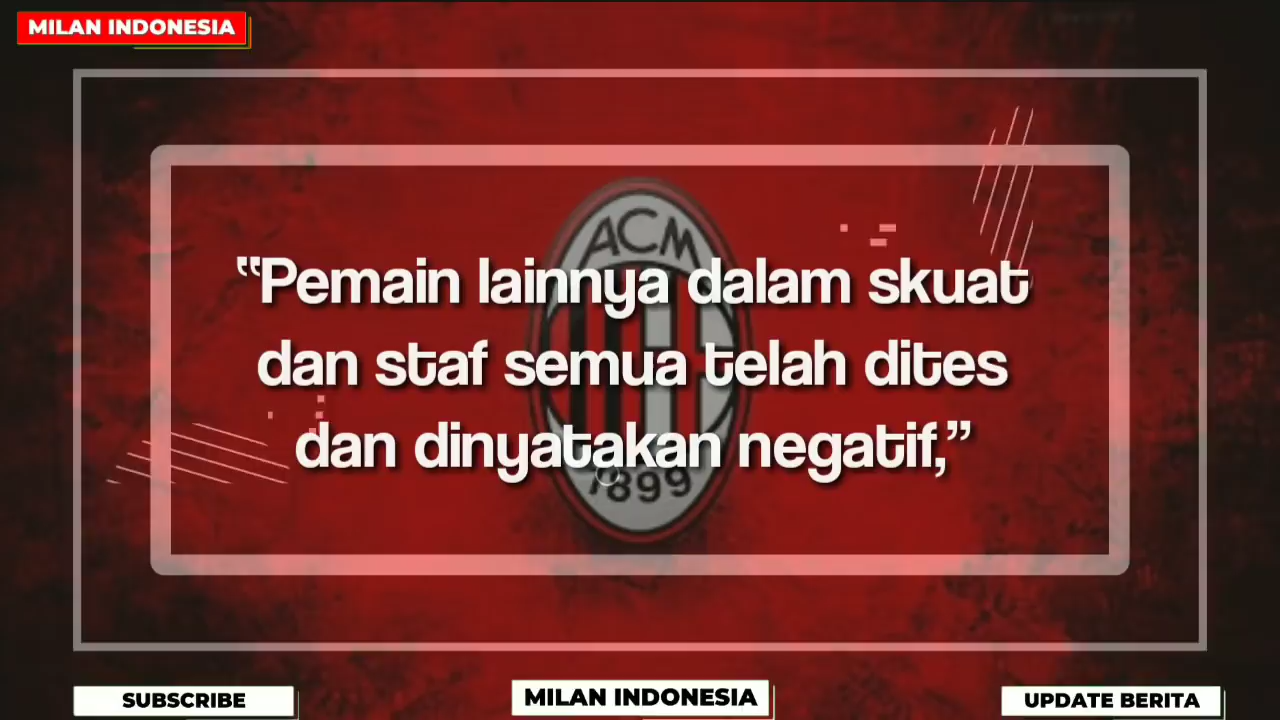 MILAN INDONESIA
ACM
“Pemain lainnya dalam skuat
dan staf semua telah dites
dan dinyatakan negatif,”
1899
SUBSCRIBE
MILAN INDONESIA
UPDATE BERITA